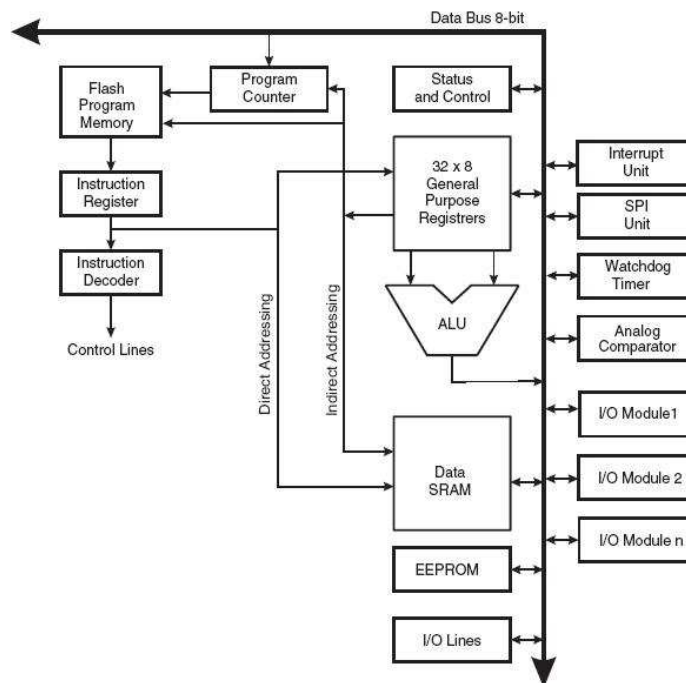 Data Bus 8-bit
Flash
Program
Memory
Program
Counter
Status
and Control
Instruction
Register
32 x 8
General
Purpose
Registrers
Interrupt
Unit
SPI
Unit
Instruction
Decoder
Watchdog
Timer
Control Lines
Direct Addressing
Indirect Addressing
ALU
Analog
Comparator
I/O Module1
Data
SRAM
I/O Module 2
I/O Module n
EEPROM
I/O Lines